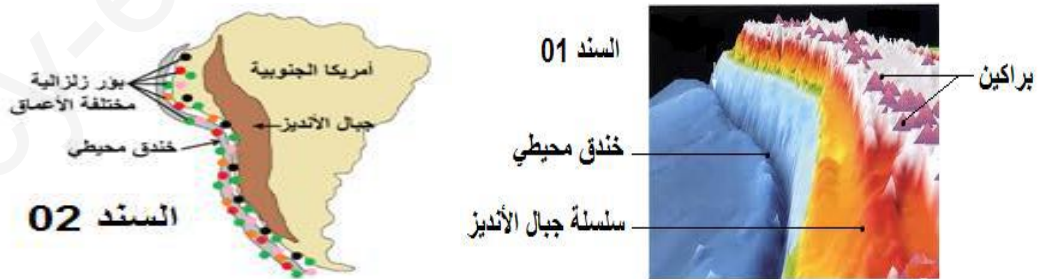 السند 01
براكين
خندق محيطي
سلسلة جبال الأنديز
أمريكا الجنوبية
بؤر زلزالية
مختلفة الأعماق
جبال الأنديز
خندق محيطي
السند 02